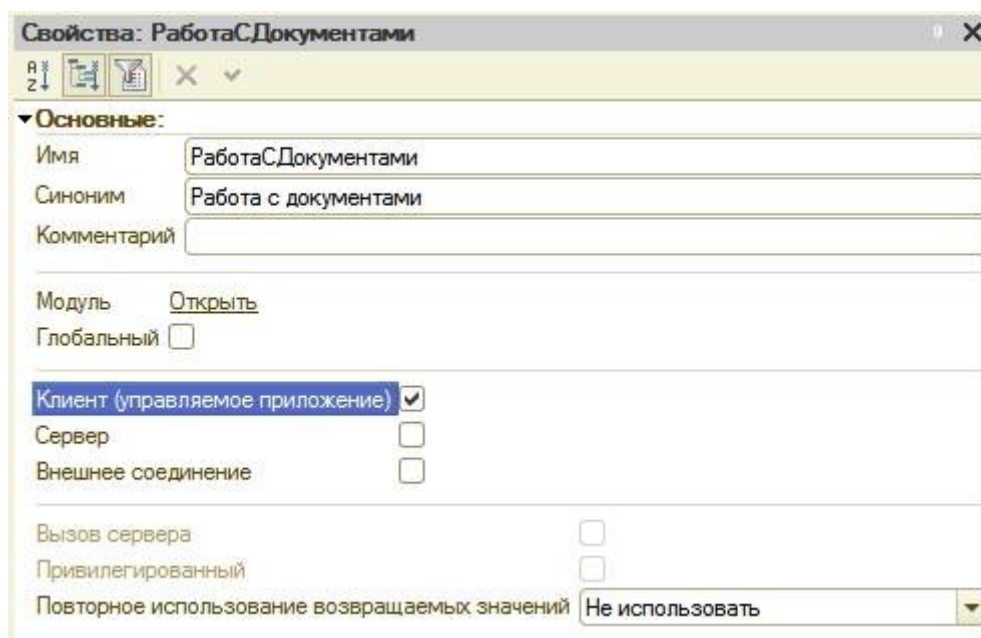 Свойства: РаботаСДокументами
Основные:
Имя РаботаСДокументами
Синоним Работа с документами
Комментарий
Модуль Открыть
Глобальный
Клиент (управляемое приложение)
Сервер
Внешнее соединение
Вызов сервера
Привилегированный
Повторное использование возвращаемых значений Не использовать